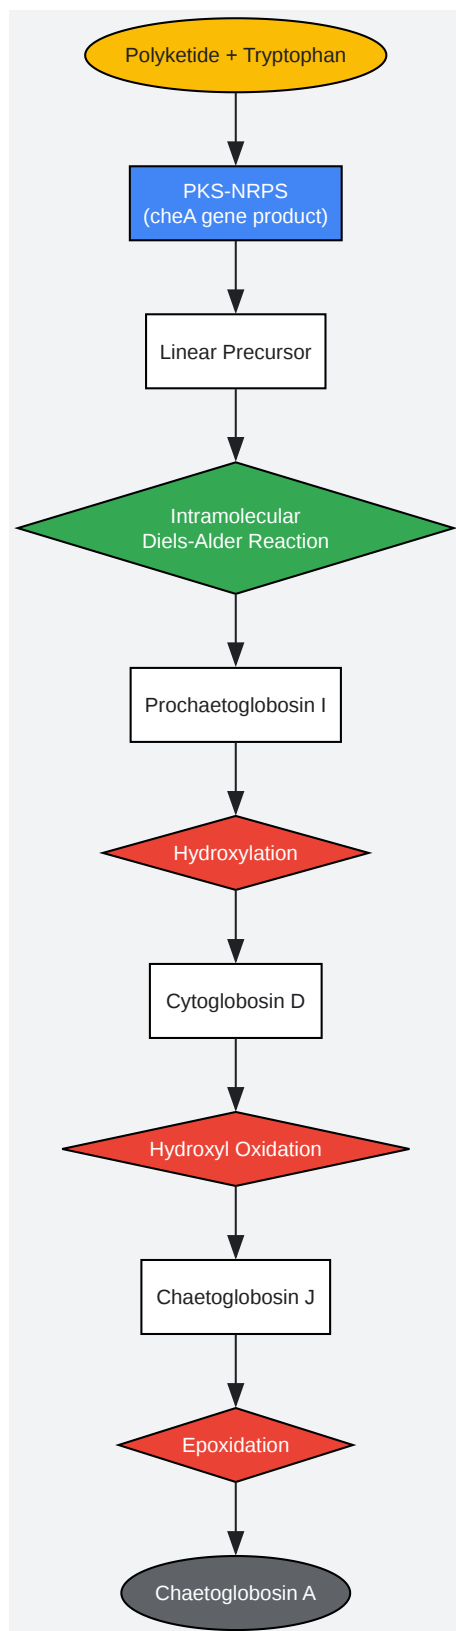 Polyketide + Tryptophan
PKS-NRPS
(cheA gene product)
Linear Precursor
Intramolecular
Diels-Alder Reaction
Prochaetoglobosin I
Hydroxylation
Cytoglobosin D
Hydroxyl Oxidation
Chaetoglobosin J
Epoxidation
Chaetoglobosin A